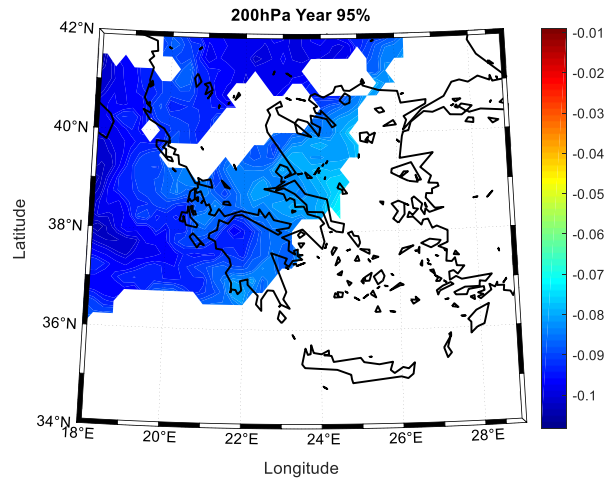 200hPa Year 95%
42°N
40°N
38°N
36°N
34°N
Latitude
18°E 20°E 22°E 24°E 26°E 28°E
Longitude
-0.01
-0.02
-0.03
-0.04
-0.05
-0.06
-0.07
-0.08
-0.09
-0.1